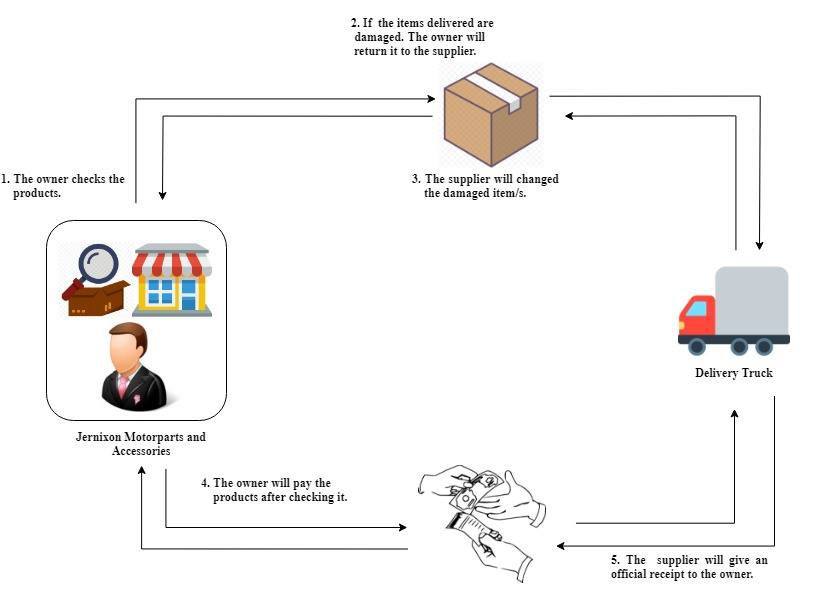 2. If the items delivered are
damaged. The owner will
return it to the supplier.
1. The owner checks the
products.
3. The supplier will changed
the damaged item/s.
Delivery Truck
Jernixon Motorparts and
Accessories
4. The owner will pay the
products after checking it.
5. The supplier will give an
official receipt to the owner.